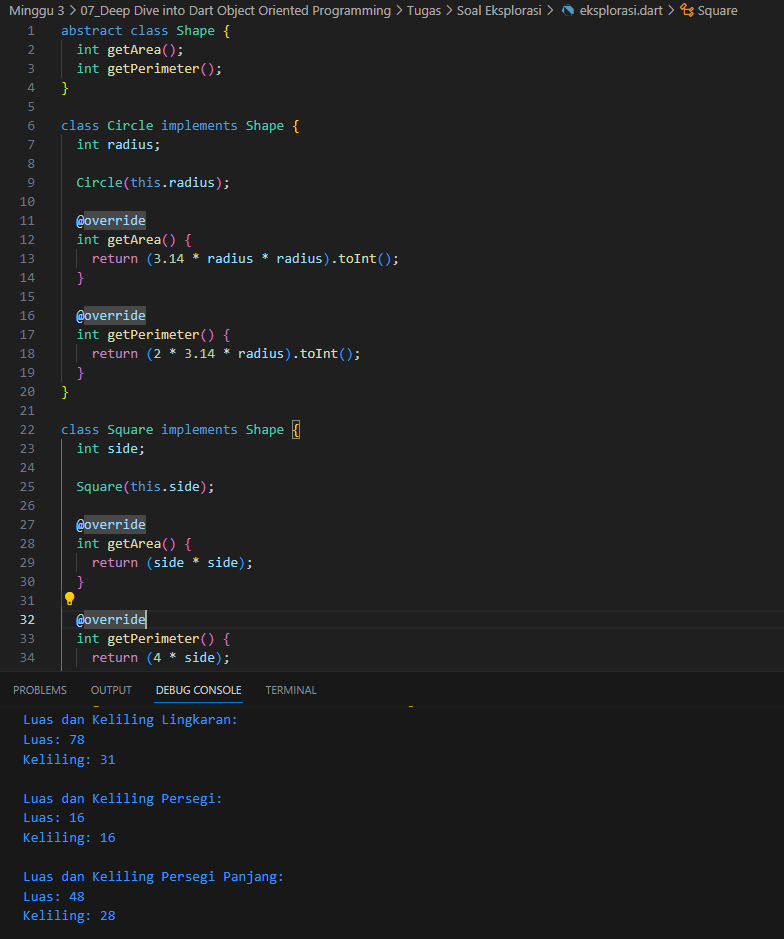 Minggu 3 > 07_Deep Dive into Dart Object Oriented Programming > Tugas > Soal Eksplorasi > eksplorasi.dart > Square
1 abstract class Shape {
2   int getArea();
3   int getPerimeter();
4 }
5
6 class Circle implements Shape {
7   int radius;
8
9   Circle(this.radius);
10
11   @override
12   int getArea() {
13     return (3.14 * radius * radius).toInt();
14   }
15
16   @override
17   int getPerimeter() {
18     return (2 * 3.14 * radius).toInt();
19   }
20 }
21
22 class Square implements Shape {
23   int side;
24
25   Square(this.side);
26
27   @override
28   int getArea() {
29     return (side * side);
30   }
31
32   @override
33   int getPerimeter() {
34     return (4 * side);
PROBLEMS OUTPUT DEBUG CONSOLE TERMINAL
Luas dan Keliling Lingkaran:
Luas: 78
Keliling: 31

Luas dan Keliling Persegi:
Luas: 16
Keliling: 16

Luas dan Keliling Persegi Panjang:
Luas: 48
Keliling: 28